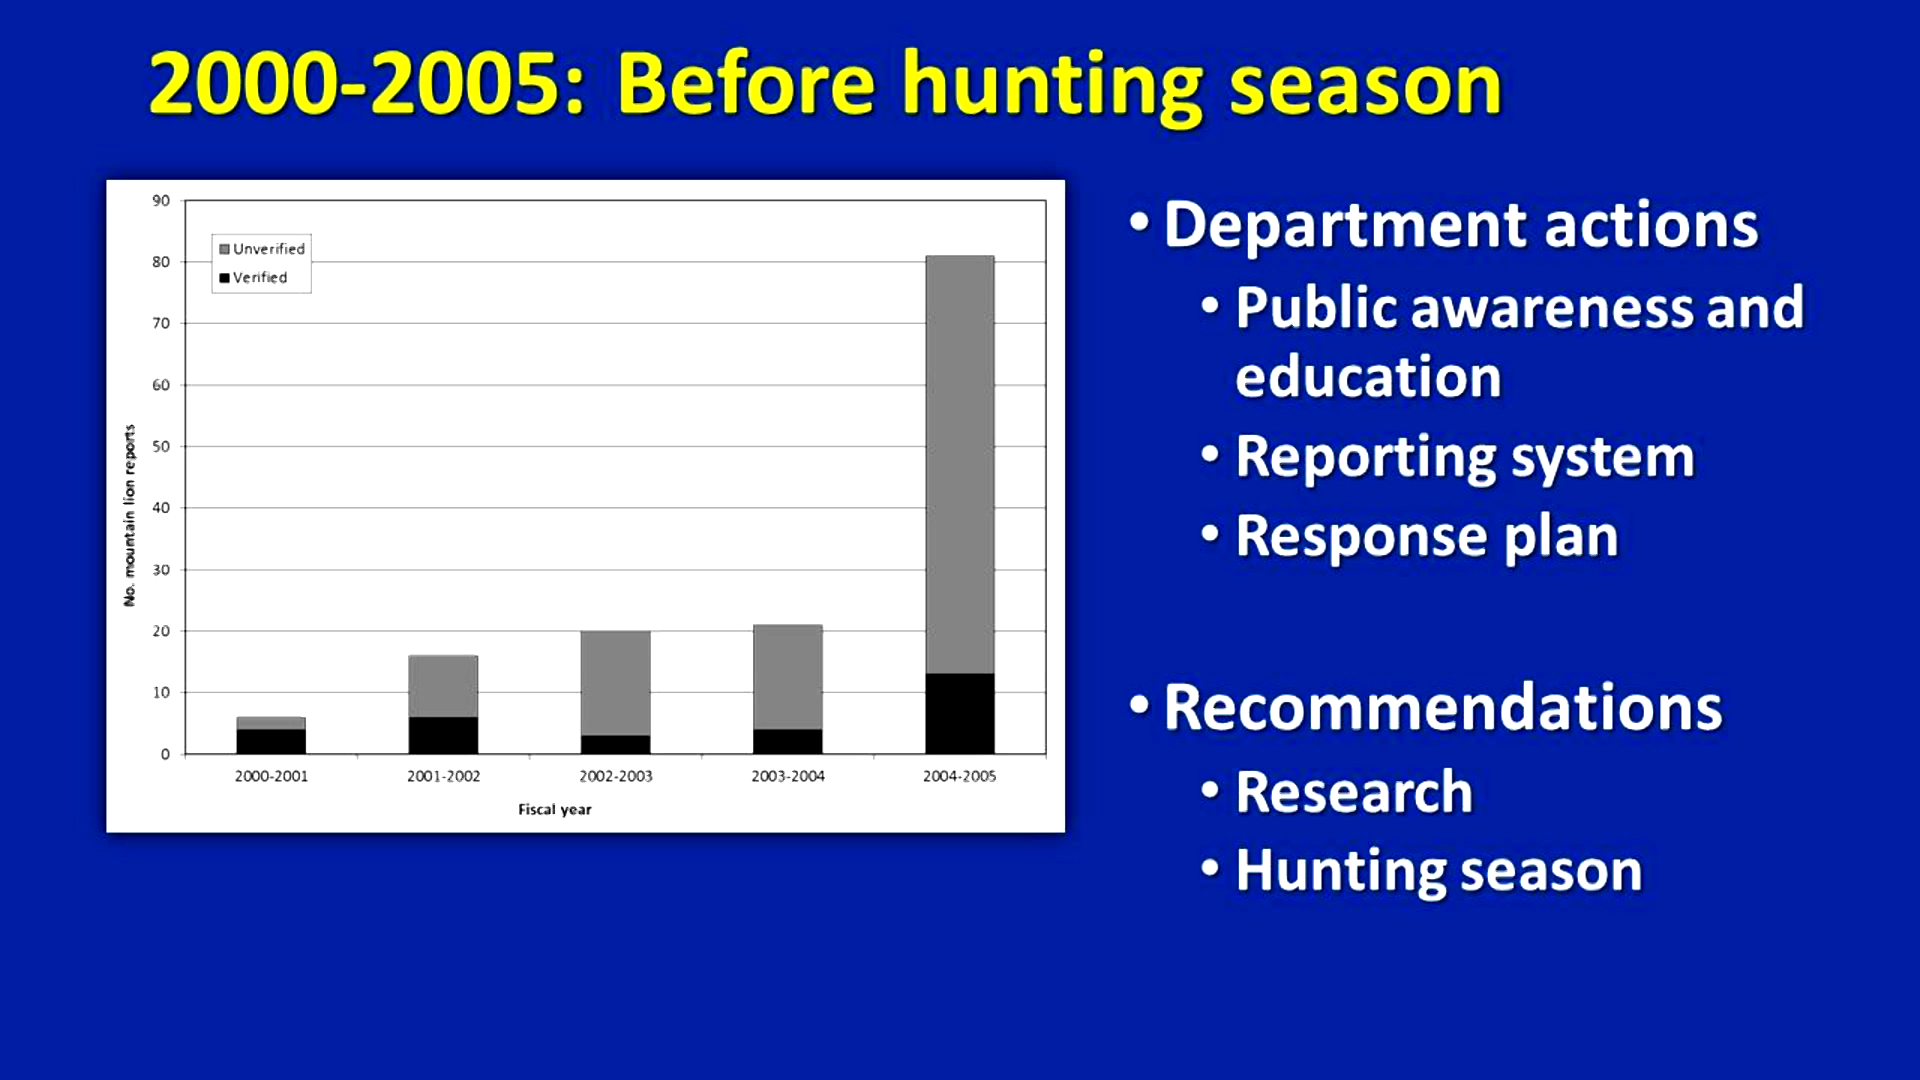 2000-2005: Before hunting season
90
80
70
60
50
40
30
20
10
0
Unverified
Verified
No. mountain lion reports
2000-2001
2001-2002
2002-2003
2003-2004
2004-2005
Fiscal year
• Department actions
• Public awareness and
education
• Reporting system
• Response plan
• Recommendations
• Research
• Hunting season